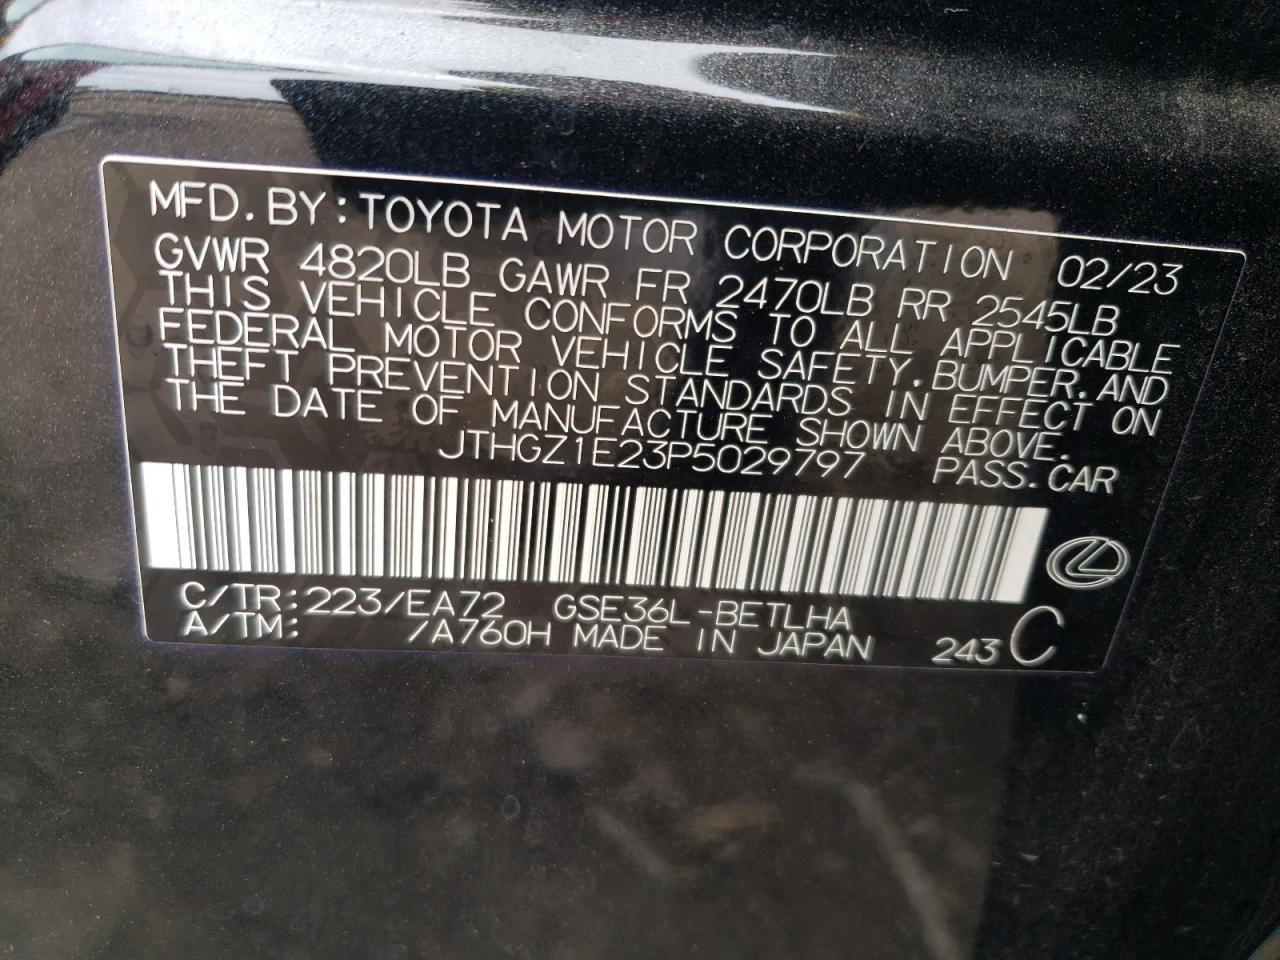 MFD. BY: TOYOTA MOTOR CORPORATION 02/23
GVWR 4820LB GAWR FR 2470LB RR 2545LB
THIS VEHICLE CONFORMS TO ALL APPLICABLE
FEDERAL MOTOR VEHICLE SAFETY, BUMPER, AND
THEFT PREVENTION STANDARDS IN EFFECT ON
THE DATE OF MANUFACTURE SHOWN ABOVE.
JTHGZ1E23P5029797 PASS. CAR
C/TR: 223/EA72 GSE36L-BETLHA
A/TM: /A760H MADE IN JAPAN 243 C